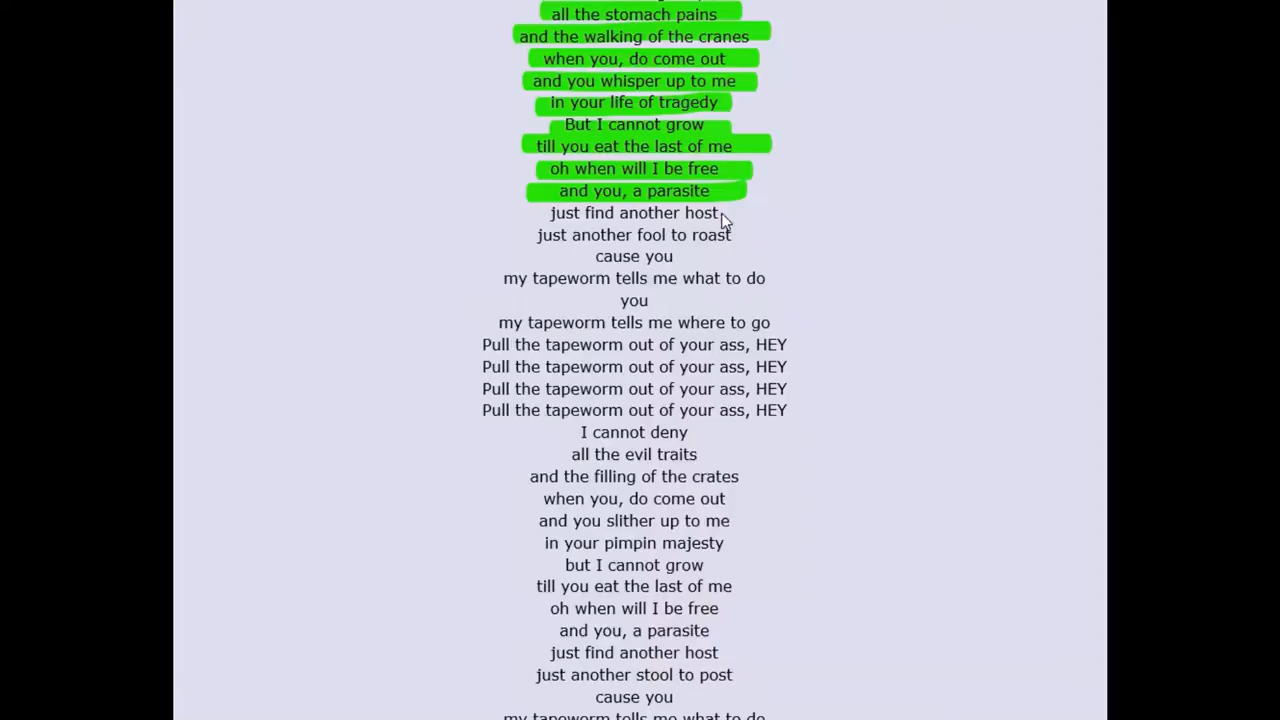 all the stomach pains
and the walking of the cranes
when you, do come out
and you whisper up to me
in your life of tragedy
But I cannot grow
till you eat the last of me
oh when will I be free
and you, a parasite
just find another host
just another fool to roast
cause you
my tapeworm tells me what to do
you
my tapeworm tells me where to go
Pull the tapeworm out of your ass, HEY
Pull the tapeworm out of your ass, HEY
Pull the tapeworm out of your ass, HEY
Pull the tapeworm out of your ass, HEY
I cannot deny
all the evil traits
and the filling of the crates
when you, do come out
and you slither up to me
in your pimpin majesty
but I cannot grow
till you eat the last of me
oh when will I be free
and you, a parasite
just find another host
just another stool to post
cause you
my tapeworm tells me what to do